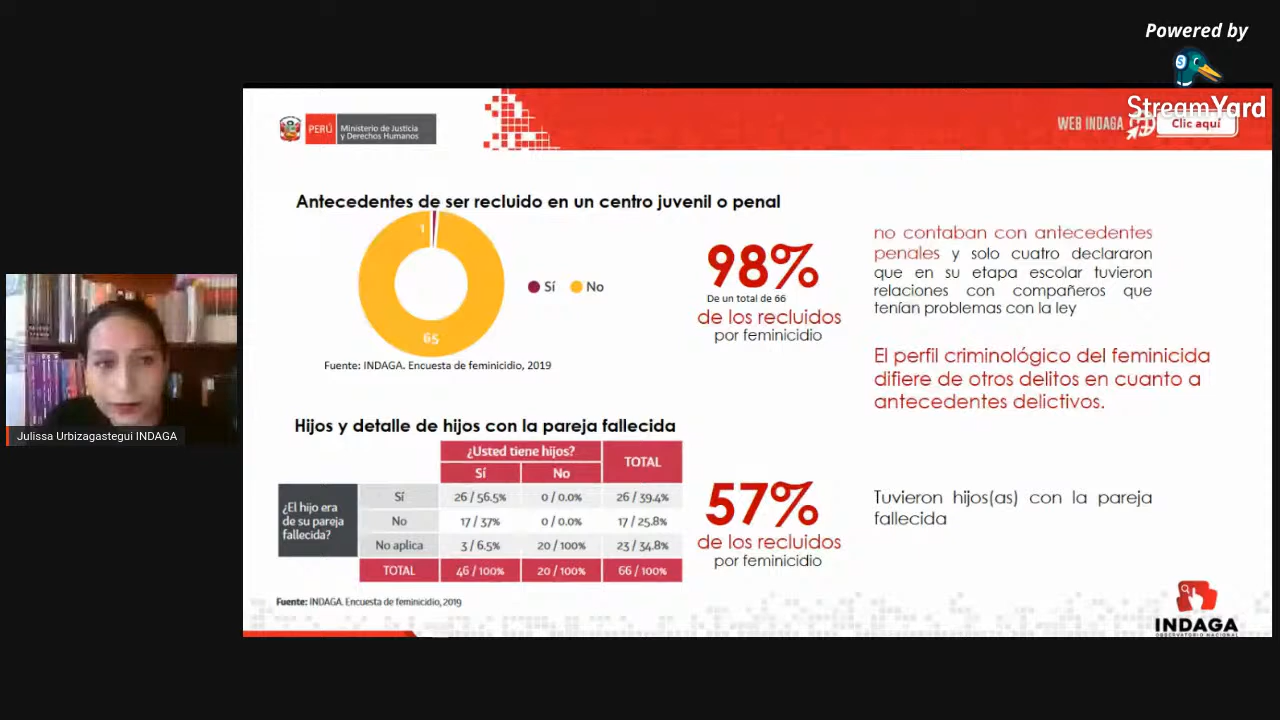 Powered by
StreamYard
PERÚ
Ministerio de Justicia
y Derechos Humanos
WEB INDAGA
Clic aquí
Antecedentes de ser recluido en un centro juvenil o penal
1
65
Sí
No
Fuente: INDAGA. Encuesta de feminicidio, 2019
98%
De un total de 66
de los recluidos
por feminicidio
no contaban con antecedentes
penales y solo cuatro declararon
que en su etapa escolar tuvieron
relaciones con compañeros que
tenían problemas con la ley
El perfil criminológico del feminicida
difiere de otros delitos en cuanto a
antecedentes delictivos.
Julissa Urbizagastegui INDAGA
Hijos y detalle de hijos con la pareja fallecida
¿Usted tiene hijos?
TOTAL
Sí
No
¿El hijo era
de su pareja
fallecida?
Sí
26 / 56.5%
0 / 0.0%
26 / 39.4%
No
17 / 37%
0 / 0.0%
17 / 25.8%
No aplica
3 / 6.5%
20 / 100%
23 / 34.8%
TOTAL
46 / 100%
20 / 100%
66 / 100%
Fuente: INDAGA. Encuesta de feminicidio, 2019
57%
de los recluidos
por feminicidio
Tuvieron hijos(as) con la pareja
fallecida
INDAGA
OBSERVATORIO NACIONAL